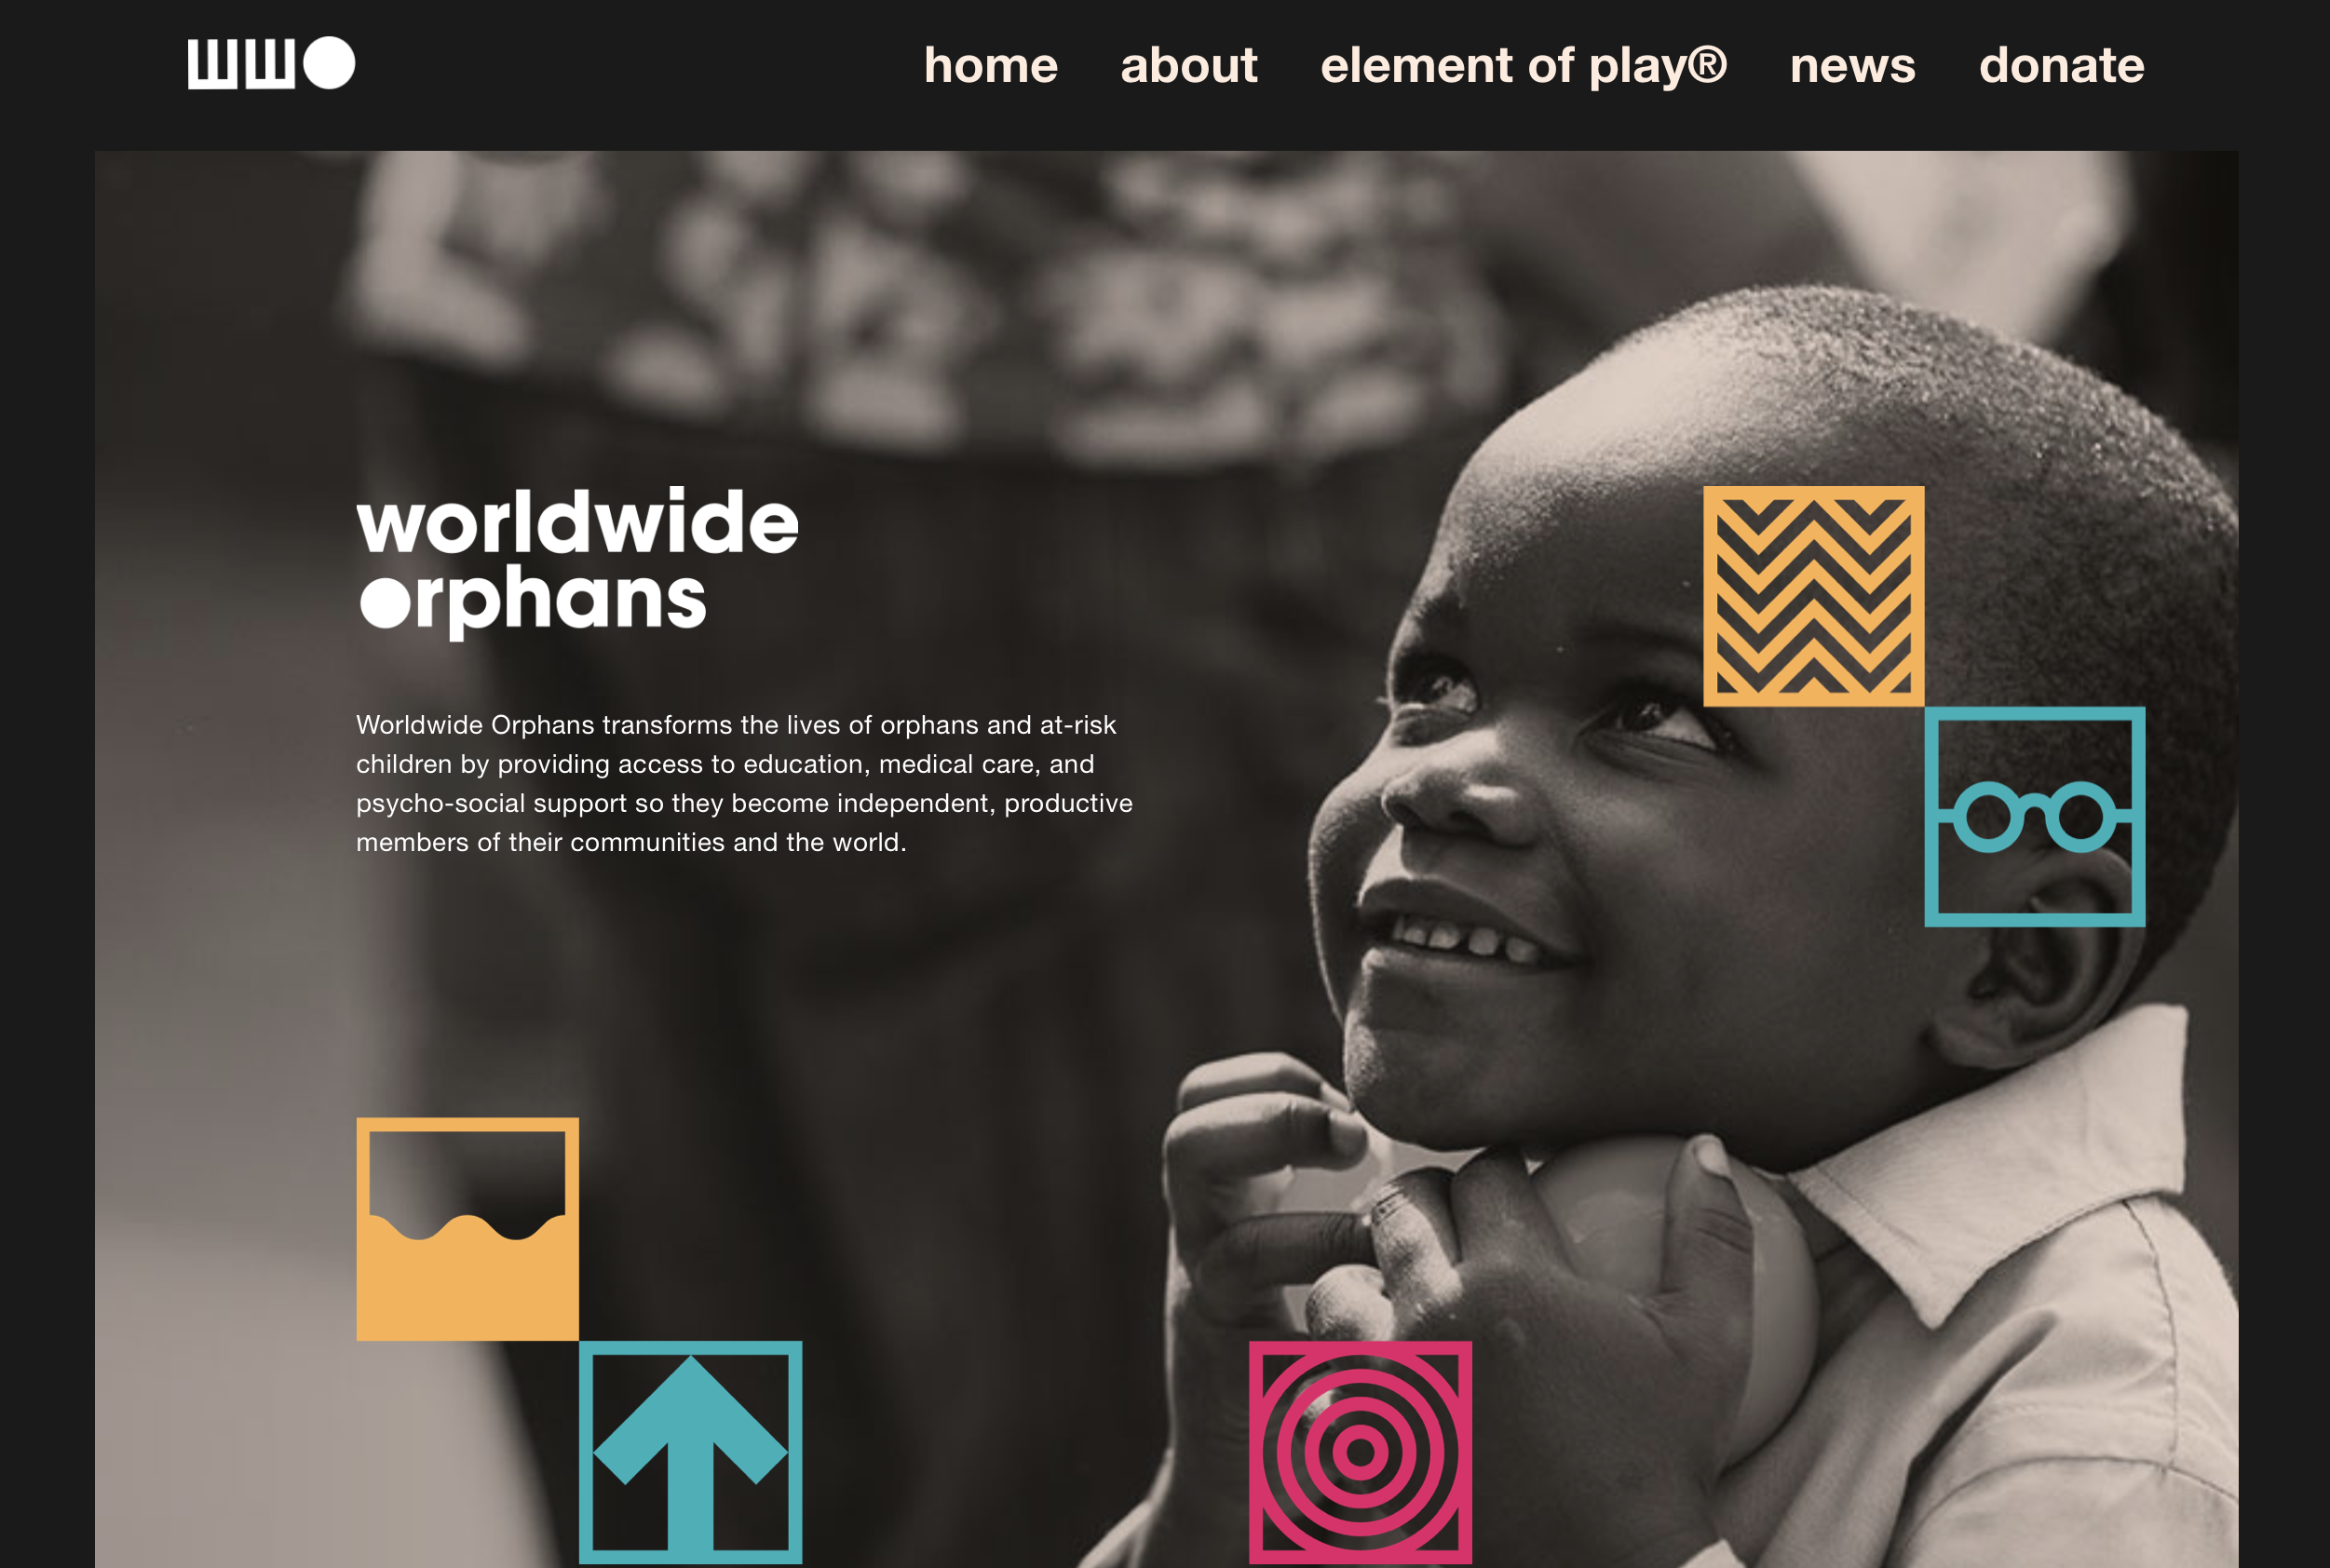 WWO
home about element of play® news donate
worldwide
orphans
Worldwide Orphans transforms the lives of orphans and at-risk
children by providing access to education, medical care, and
psycho-social support so they become independent, productive
members of their communities and the world.